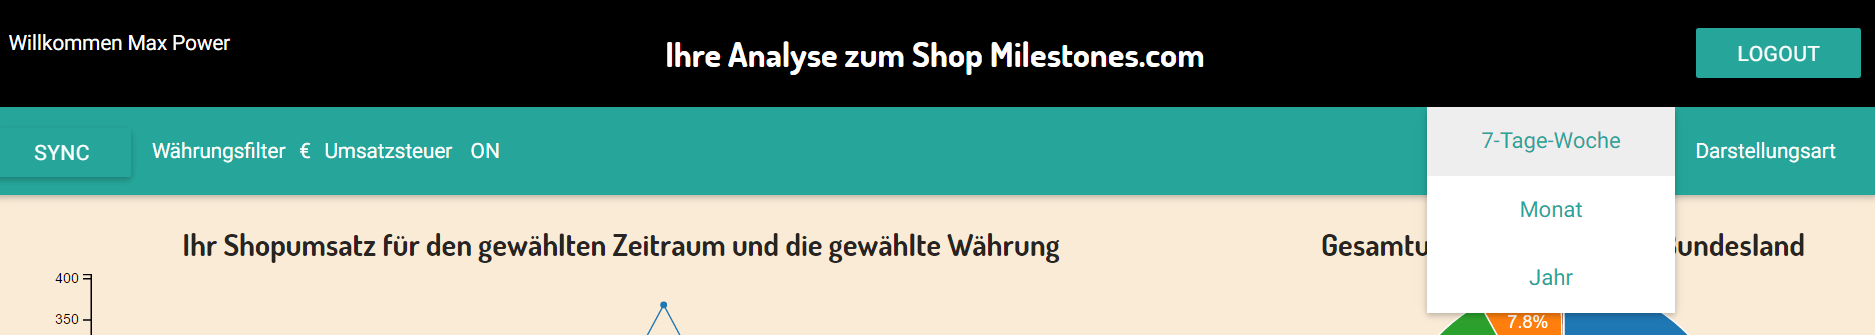 Willkommen Max Power
Ihre Analyse zum Shop Milestones.com
LOGOUT
SYNC
Währungsfilter € Umsatzsteuer ON
7-Tage-Woche
Monat
Jahr
Darstellungsart
Ihr Shopumsatz für den gewählten Zeitraum und die gewählte Währung
400
350
7.8%